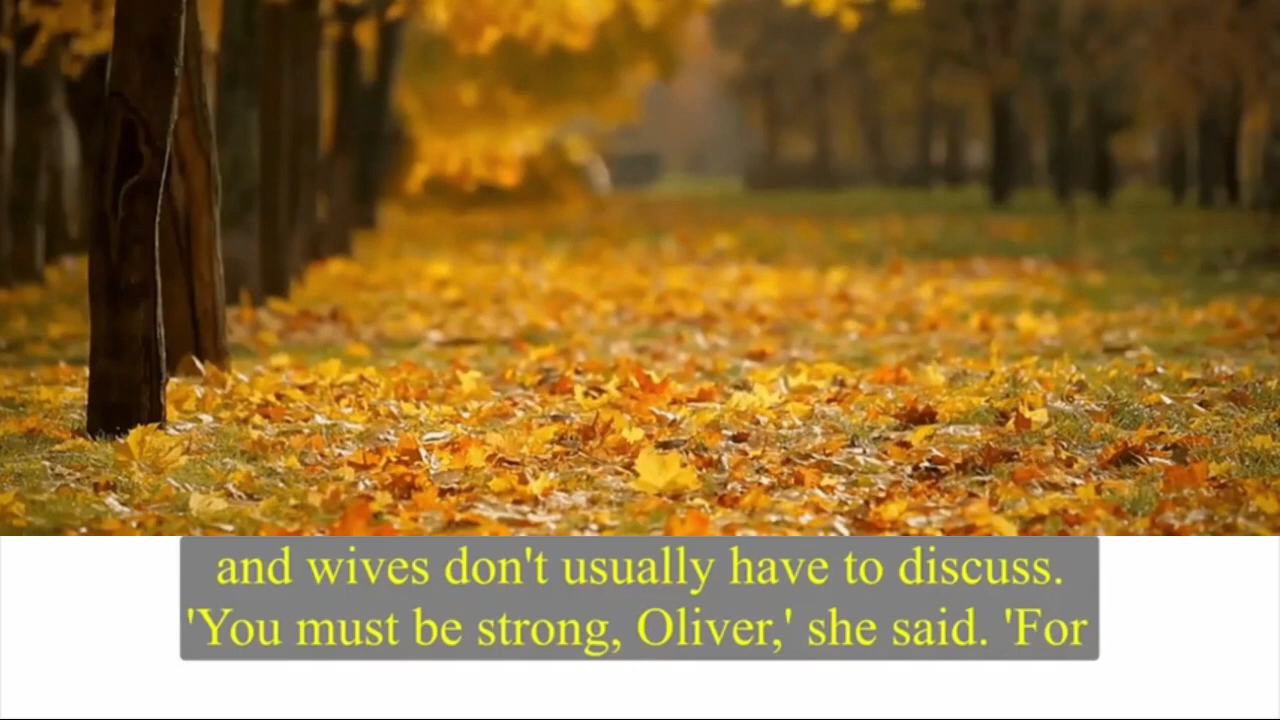 and wives don't usually have to discuss.
'You must be strong, Oliver,' she said. 'For